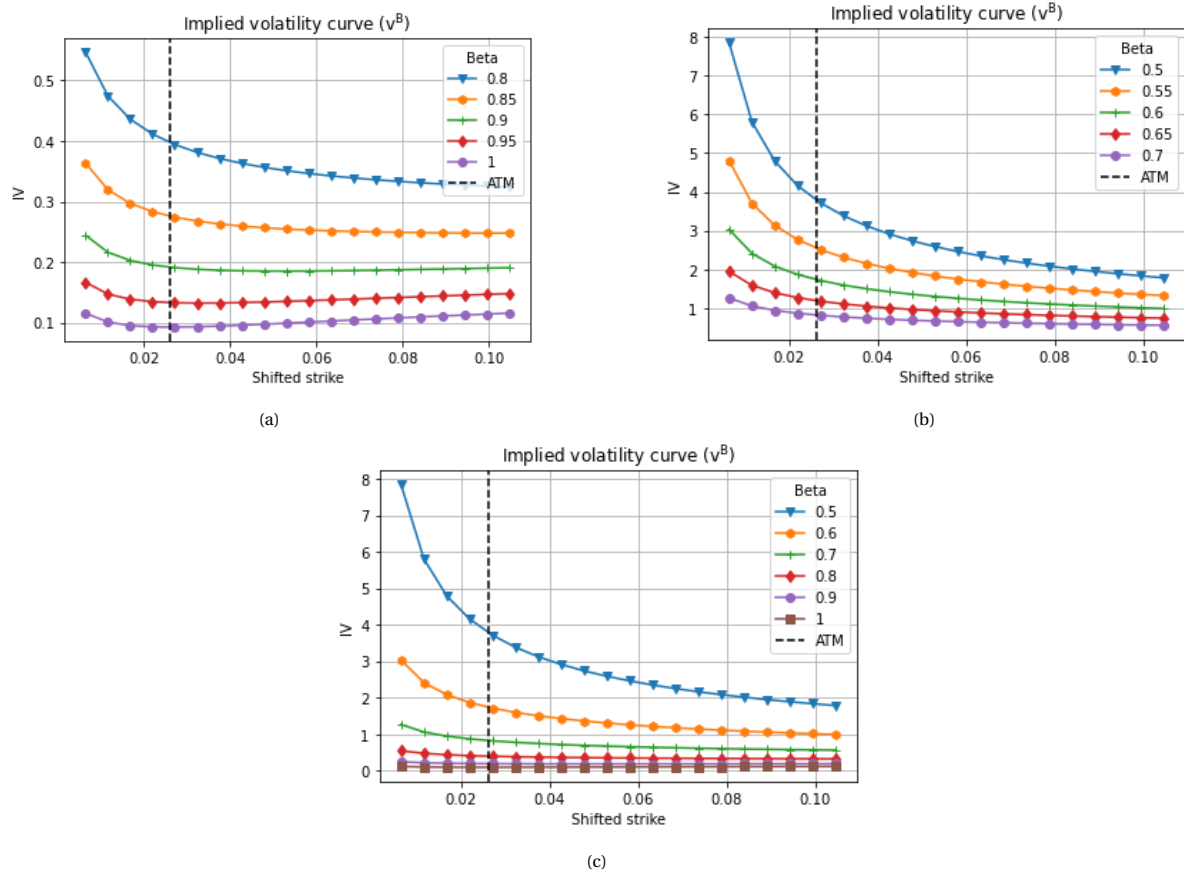 Implied volatility curve (v^B)
IV
0.5
0.4
0.3
0.2
0.1
Beta
0.8
0.85
0.9
0.95
1
ATM
0.02 0.04 0.06 0.08 0.10
Shifted strike
(a)
Implied volatility curve (v^B)
IV
8
7
6
5
4
3
2
1
Beta
0.5
0.55
0.6
0.65
0.7
ATM
0.02 0.04 0.06 0.08 0.10
Shifted strike
(b)
Implied volatility curve (v^B)
IV
8
7
6
5
4
3
2
1
0
Beta
0.5
0.6
0.7
0.8
0.9
1
ATM
0.02 0.04 0.06 0.08 0.10
Shifted strike
(c)